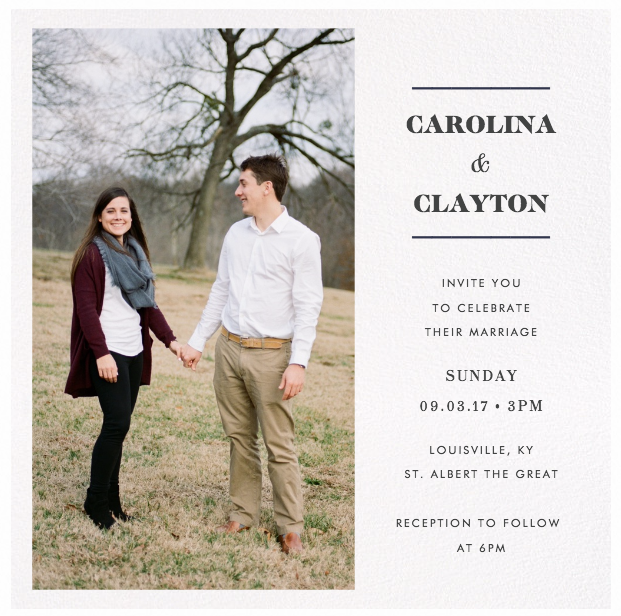 CAROLINA
&
CLAYTON
INVITE YOU
TO CELEBRATE
THEIR MARRIAGE
SUNDAY
09.03.17 • 3PM
LOUISVILLE, KY
ST. ALBERT THE GREAT
RECEPTION TO FOLLOW
AT 6PM